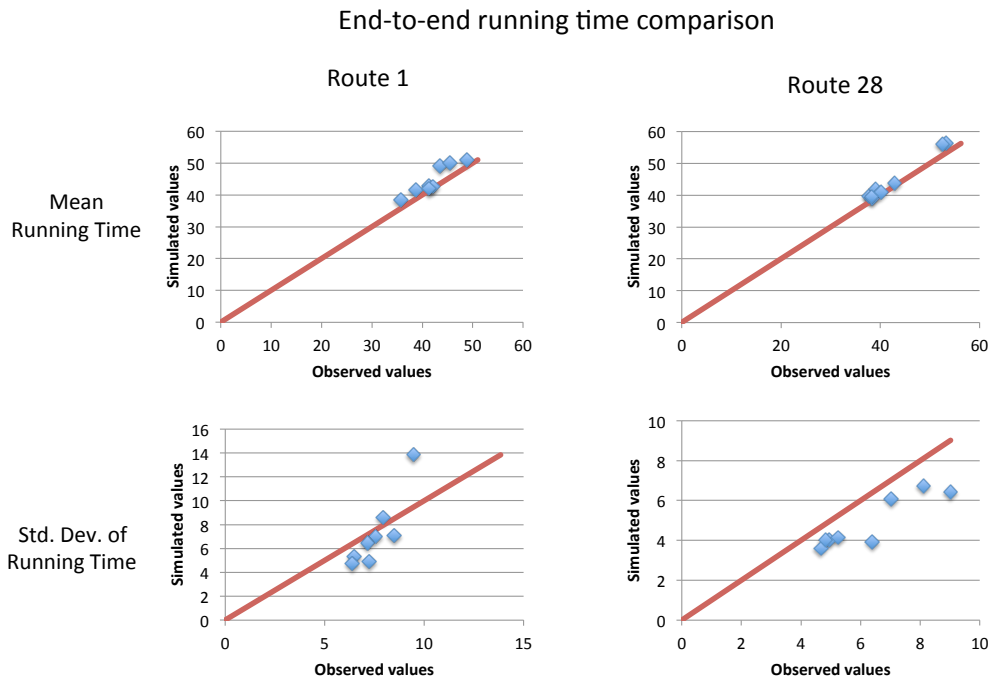 End-to-end running time comparison
Route 1
Route 28
Mean
Running Time
Simulated values
60
50
40
30
20
10
0
0 10 20 30 40 50 60
Observed values
Simulated values
60
50
40
30
20
10
0
0 20 40 60
Observed values
Std. Dev. of
Running Time
Simulated values
16
14
12
10
8
6
4
2
0
0 5 10 15
Observed values
Simulated values
10
8
6
4
2
0
0 2 4 6 8 10
Observed values